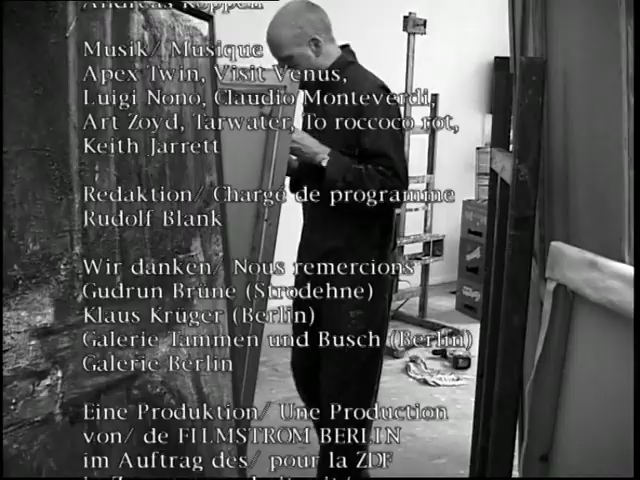 Andreas Köppen
Musik/ Musique
Apex Twin, Visit Venus,
Luigi Nono, Claudio Monteverdi,
Art Zoyd, Tarwater, To roccoco rot,
Keith Jarrett
Redaktion/ Chargé de programme
Rudolf Blank
Wir danken/ Nous remercions
Gudrun Brüne (Strodehne)
Klaus Krüger (Berlin)
Galerie Tammen und Busch (Berlin)
Galerie Berlin
Eine Produktion/ Une Production
von/ de FILMSTROM BERLIN
im Auftrag des/ pour la ZDF